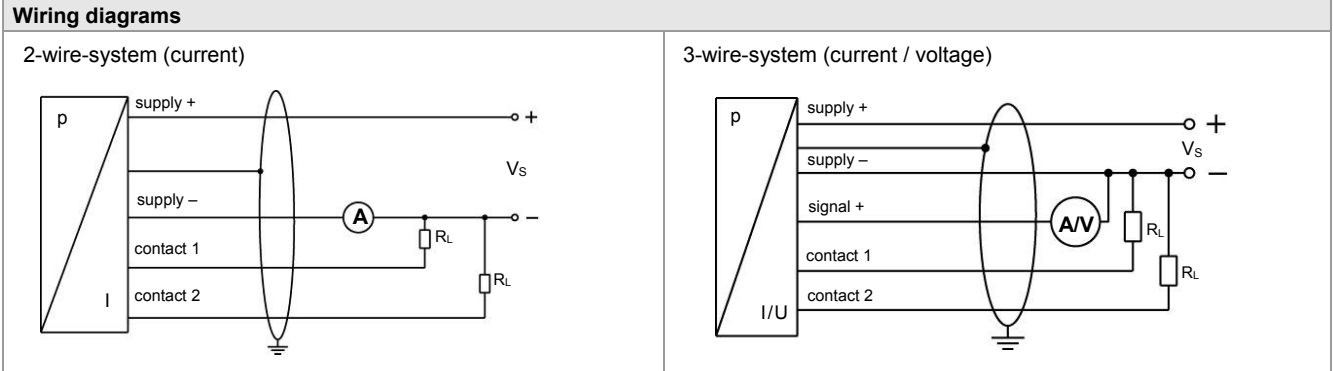 Wiring diagrams
2-wire-system (current)
p
supply +
+
VS
supply –
A
–
RL
contact 1
RL
contact 2
I
3-wire-system (current / voltage)
p
supply +
+
VS
supply –
–
signal +
A/V
RL
contact 1
RL
contact 2
I/U